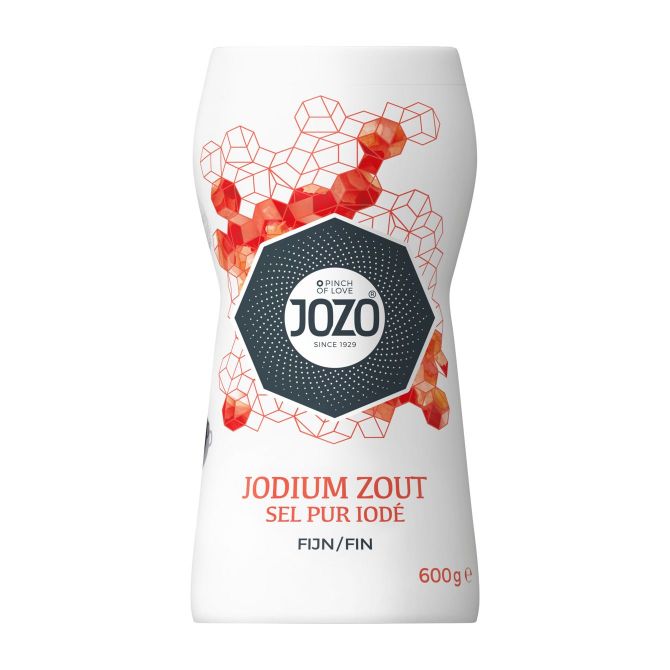 PINCH
OF LOVE
JOZO®
SINCE 1929
JODIUM ZOUT
SEL PUR IODÉ
FIJN/FIN
600g ℮